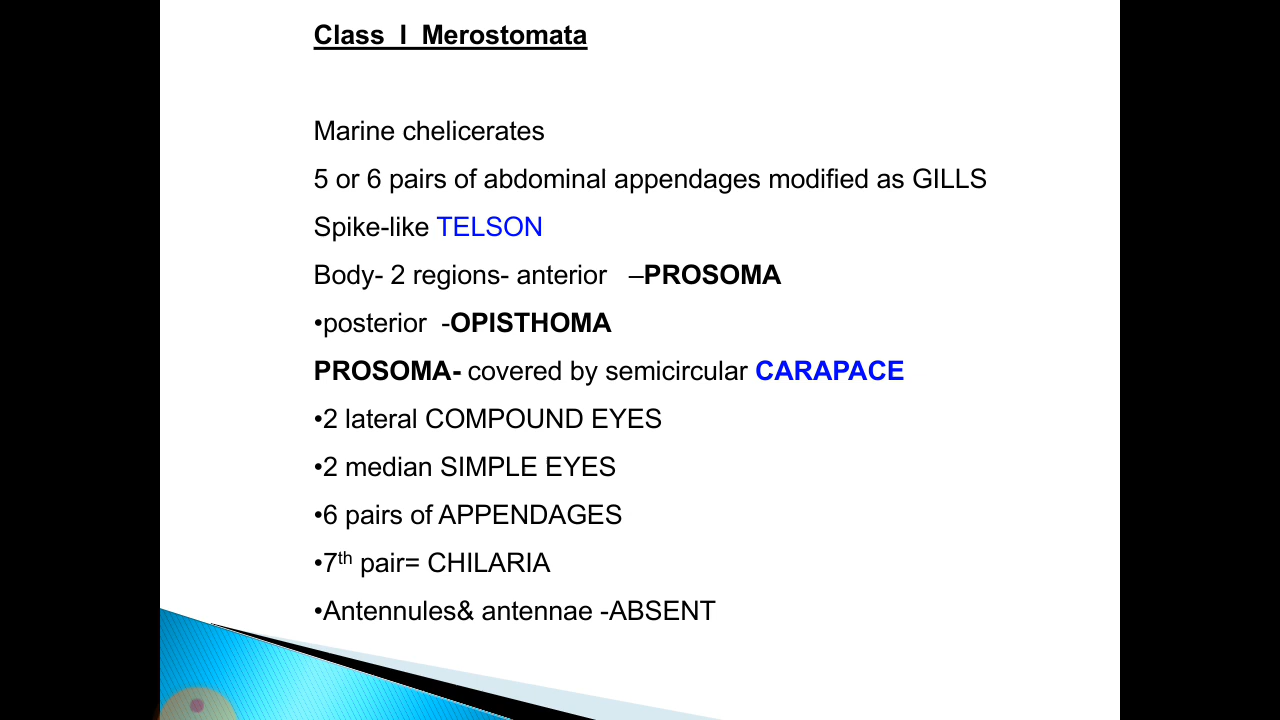 Class I Merostomata
Marine chelicerates
5 or 6 pairs of abdominal appendages modified as GILLS
Spike-like TELSON
Body- 2 regions- anterior –PROSOMA
•posterior -OPISTHOMA
PROSOMA- covered by semicircular CARAPACE
•2 lateral COMPOUND EYES
•2 median SIMPLE EYES
•6 pairs of APPENDAGES
•7th pair= CHILARIA
•Antennules& antennae -ABSENT